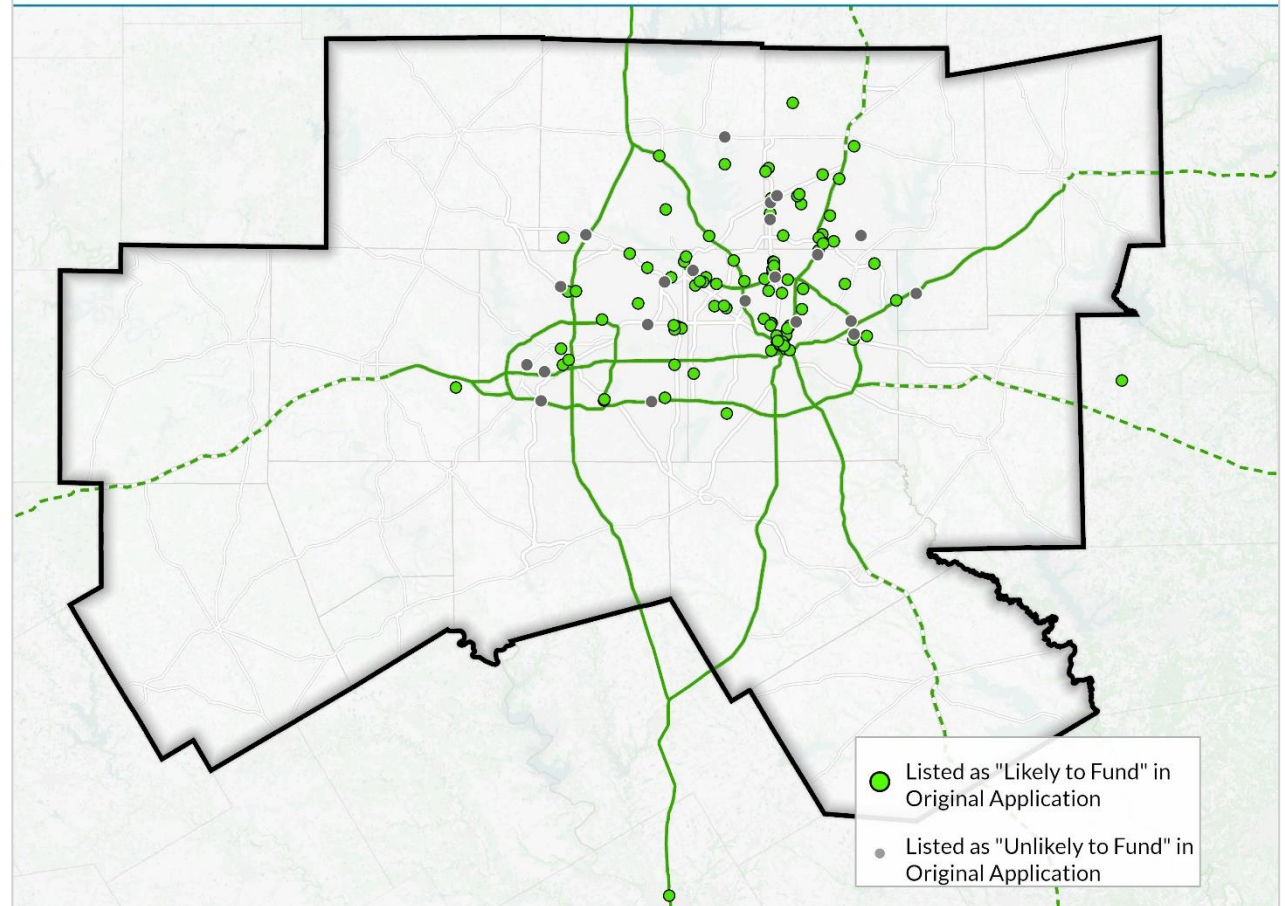 Listed as "Likely to Fund" in
Original Application
Listed as "Unlikely to Fund" in
Original Application